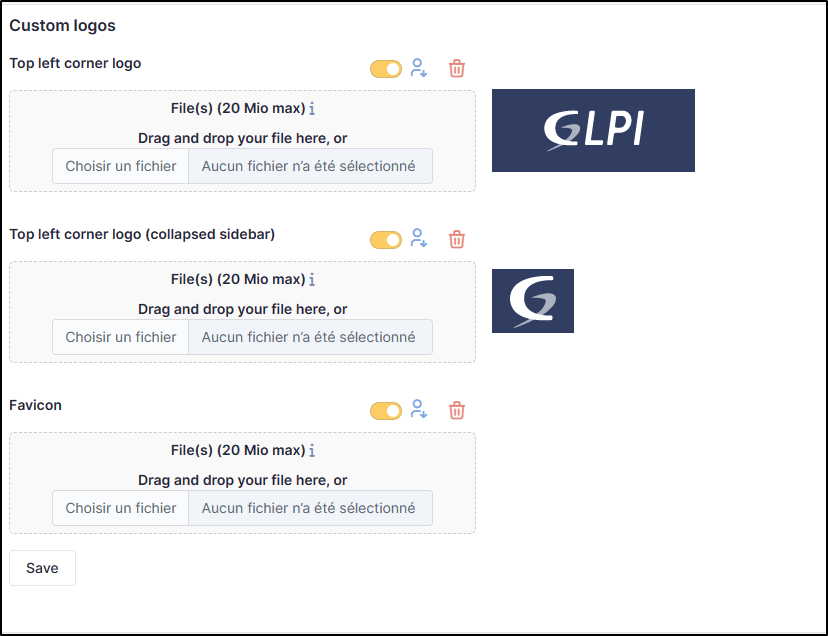 Custom logos
Top left corner logo
File(s) (20 Mio max) i
Drag and drop your file here, or
Choisir un fichier Aucun fichier n’a été sélectionné
GLPI
Top left corner logo (collapsed sidebar)
File(s) (20 Mio max) i
Drag and drop your file here, or
Choisir un fichier Aucun fichier n’a été sélectionné
G
Favicon
File(s) (20 Mio max) i
Drag and drop your file here, or
Choisir un fichier Aucun fichier n’a été sélectionné
Save